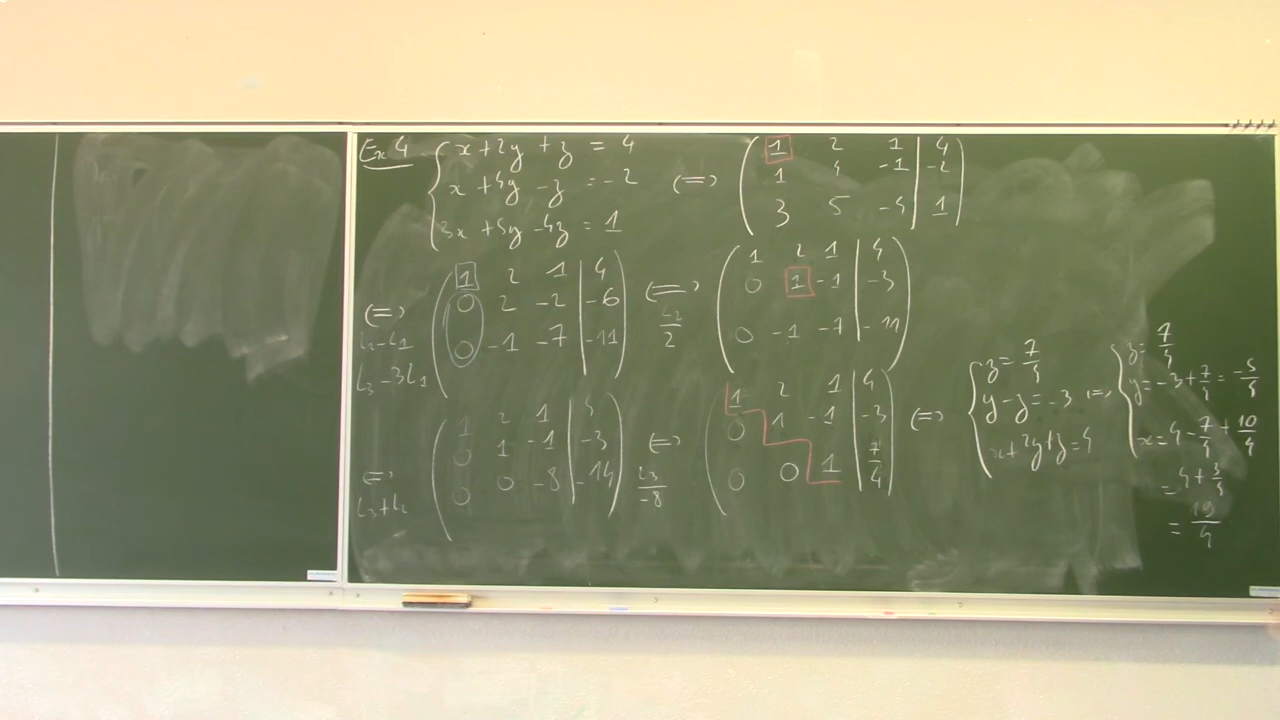 Ex 4 { x + 2y + z = 4
x + 4y - z = -2
3x + 5y - 4z = 1
(=) ( 1 2 1 | 4 )
1 4 -1 | -2
3 5 -4 | 1
(=) L2-L1 L3-3L1 ( 1 2 1 | 4 )
0 2 -2 | -6
0 -1 -7 | -11
(=) L2/2 ( 1 2 1 | 4 )
0 1 -1 | -3
0 -1 -7 | -11
(=) L3+L2 ( 1 2 1 | 4 )
0 1 -1 | -3
0 0 -8 | -14
(=) L3/-8 ( 1 2 1 | 4 )
0 1 -1 | -3
0 0 1 | 7/4
(=) { z = 7/4
y - z = -3
x + 2y + z = 4
(=) { z = 7/4
y = -3 + 7/4 = -5/4
x = 4 - 7/4 + 10/4
= 4 + 3/4
= 19/4